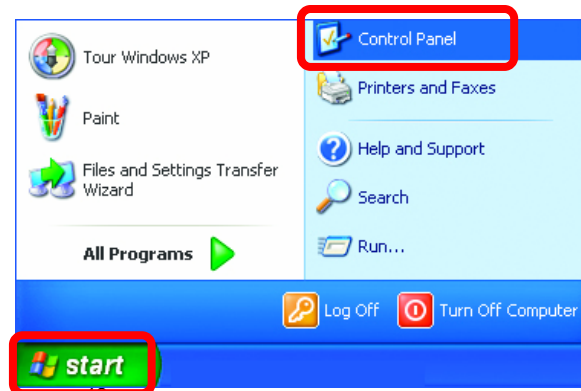 Tour Windows XP
Paint
Files and Settings Transfer
Wizard
All Programs
Control Panel
Printers and Faxes
Help and Support
Search
Run...
Log Off
Turn Off Computer
start